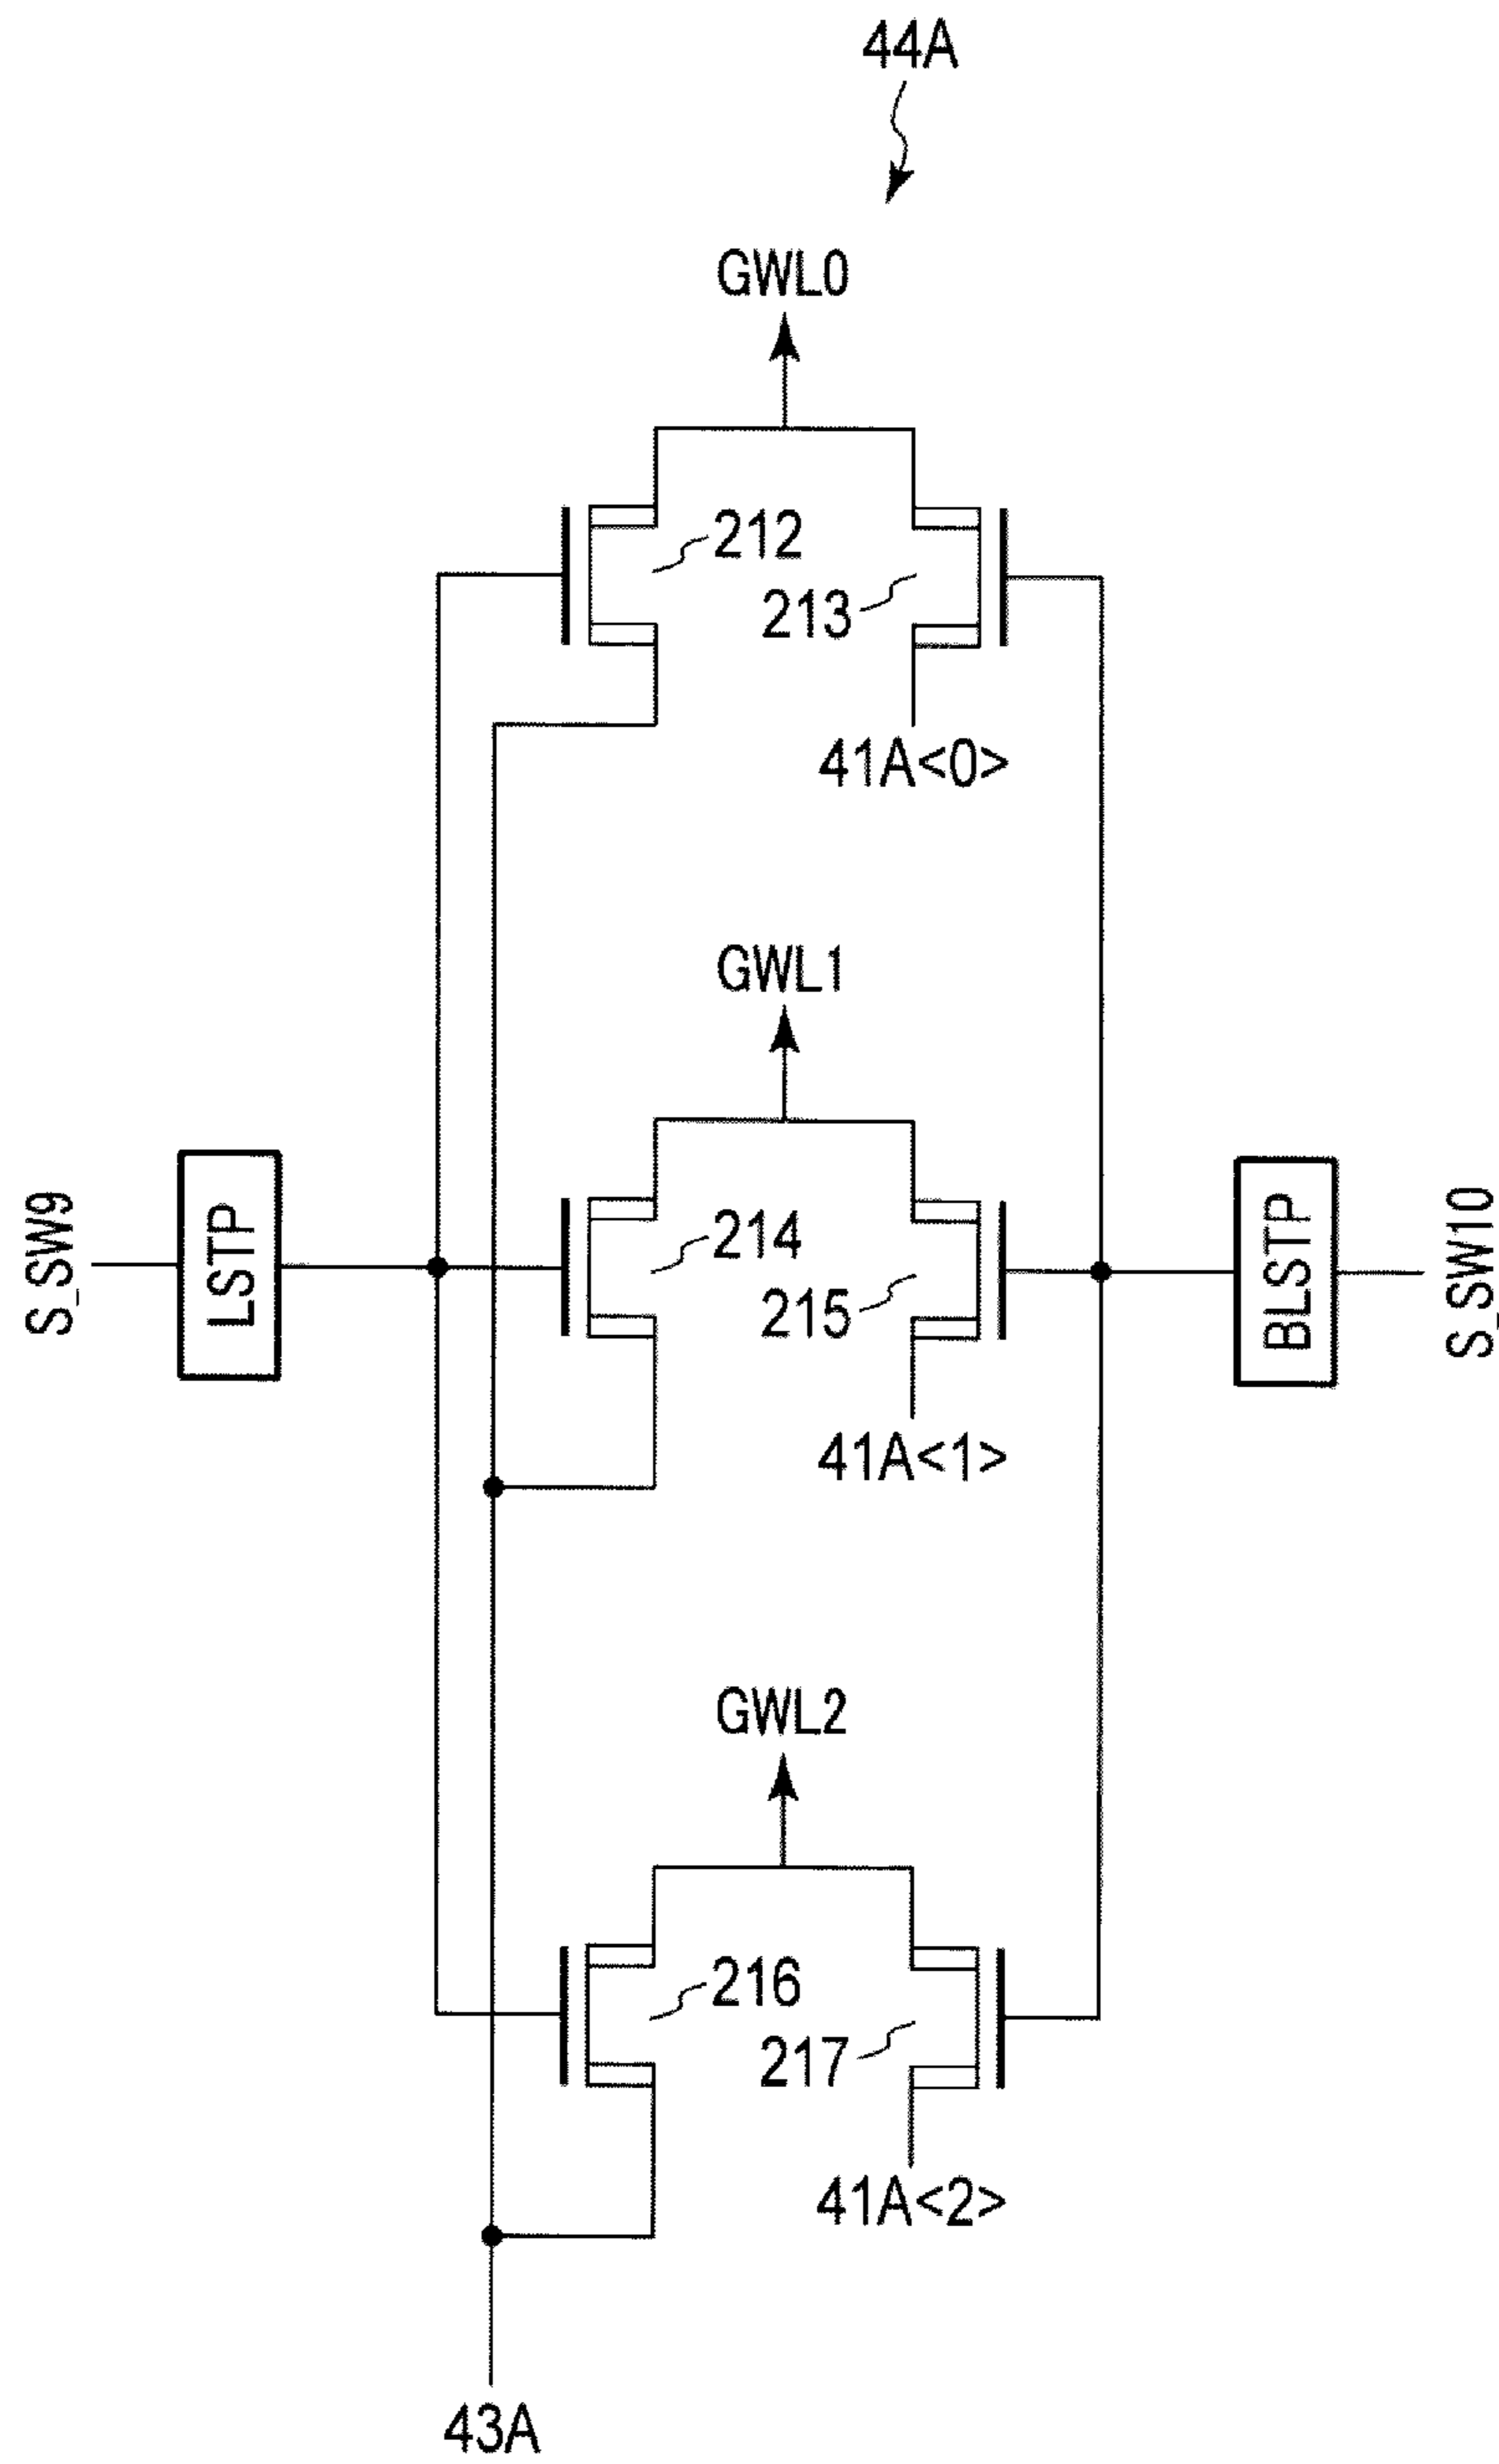 44A
GWL0
212
213
41A<0>
GWL1
S_SW9
LSTP
214
215
BLSTP
S_SW10
41A<1>
GWL2
216
217
41A<2>
43A